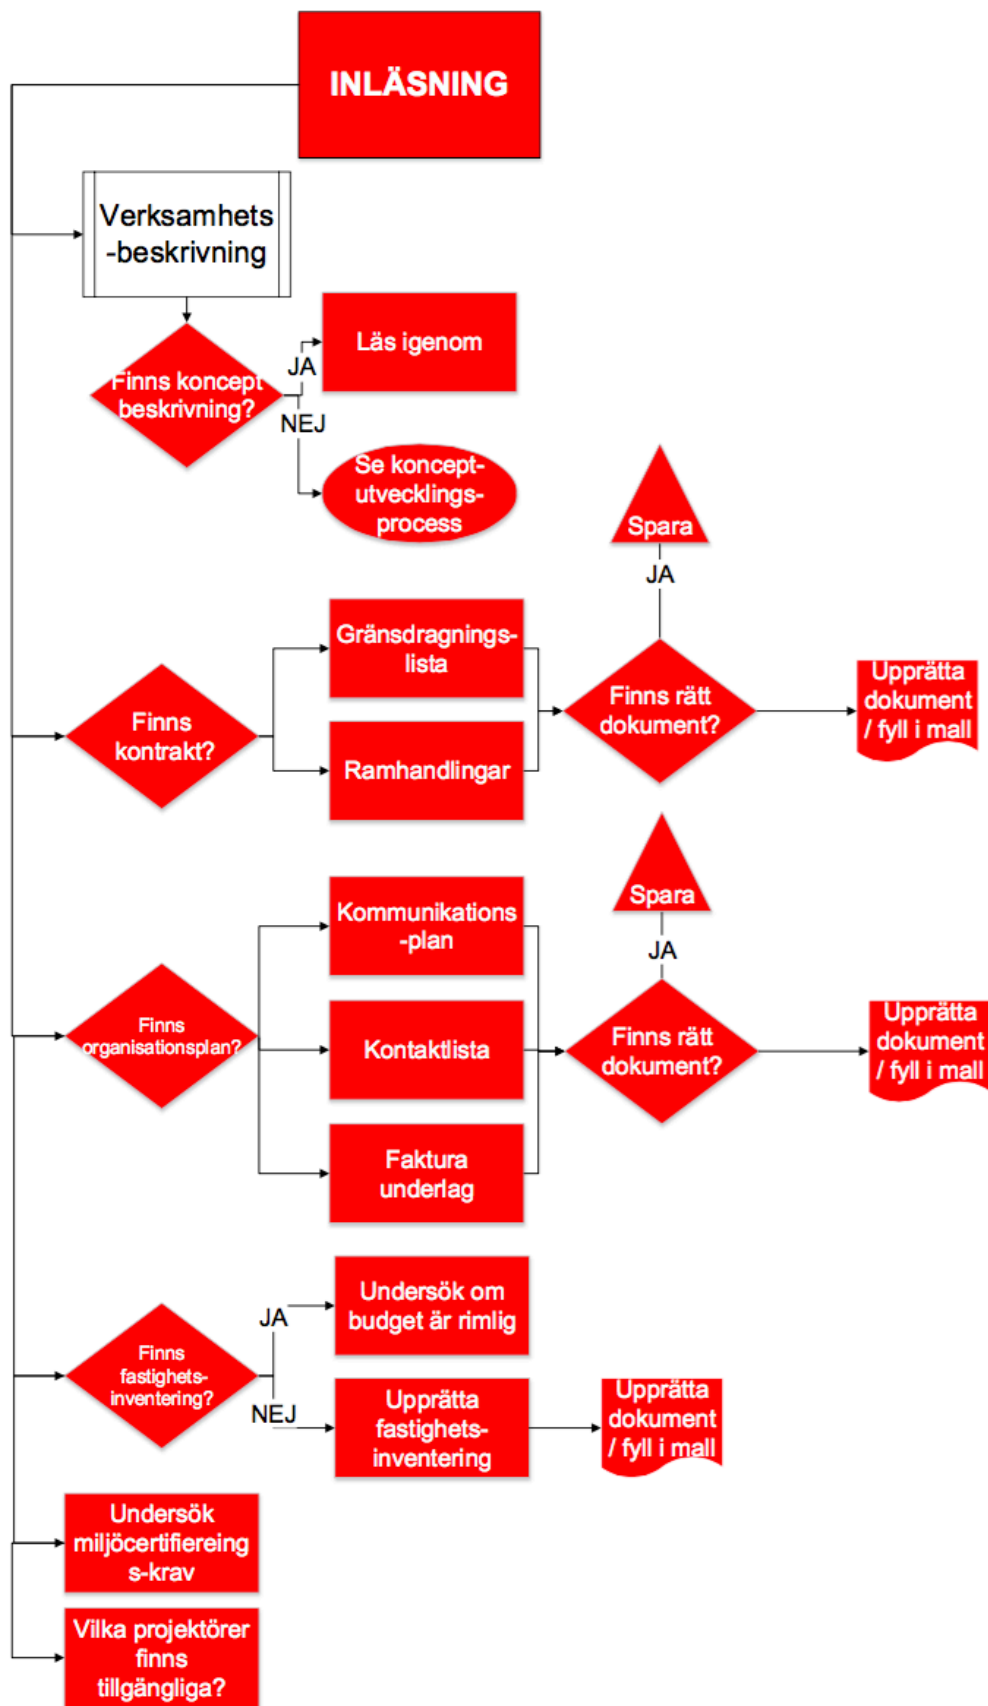 INLÄSNING
Verksamhets
-beskrivning
Finns koncept
beskrivning?
JA
Läs igenom
NEJ
Se koncept-
utvecklings-
process
Finns
kontrakt?
Gränsdragnings-
lista
Ramhandlingar
Finns rätt
dokument?
JA
Spara
Upprätta
dokument
/ fyll i mall
Finns
organisationsplan?
Kommunikations
-plan
Kontaktlista
Faktura
underlag
Finns rätt
dokument?
JA
Spara
Upprätta
dokument
/ fyll i mall
Finns
fastighets-
inventering?
JA
Undersök om
budget är rimlig
NEJ
Upprätta
fastighets-
inventering
Upprätta
dokument
/ fyll i mall
Undersök
miljöcertifiereing
s-krav
Vilka projektörer
finns
tillgängliga?